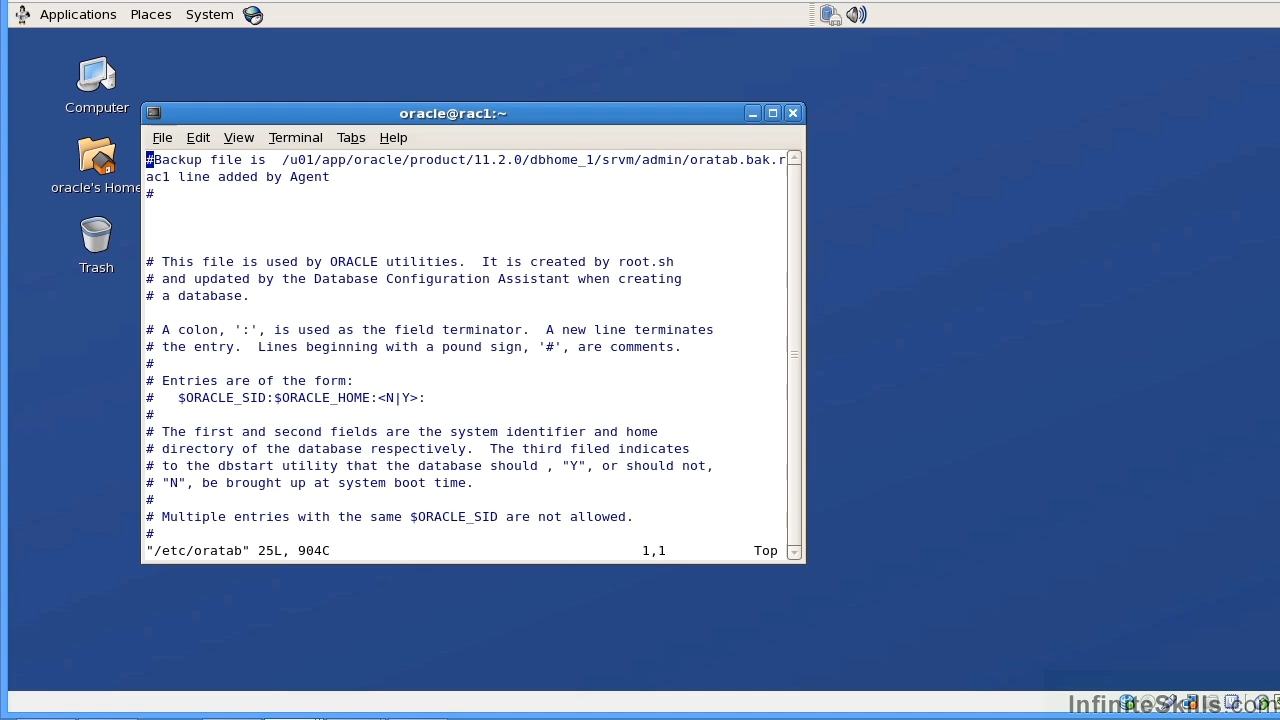 Applications Places System
Computer
oracle's Home
Trash
oracle@rac1:~
File Edit View Terminal Tabs Help
#Backup file is  /u01/app/oracle/product/11.2.0/dbhome_1/srvm/admin/oratab.bak.r
ac1 line added by Agent
#
# This file is used by ORACLE utilities.  It is created by root.sh
# and updated by the Database Configuration Assistant when creating
# a database.
# A colon, ':', is used as the field terminator.  A new line terminates
# the entry.  Lines beginning with a pound sign, '#', are comments.
#
# Entries are of the form:
#   $ORACLE_SID:$ORACLE_HOME:<N|Y>:
#
# The first and second fields are the system identifier and home
# directory of the database respectively.  The third filed indicates
# to the dbstart utility that the database should , "Y", or should not,
# "N", be brought up at system boot time.
#
# Multiple entries with the same $ORACLE_SID are not allowed.
#
"/etc/oratab" 25L, 904C 1,1 Top
InfiniteSkills.com